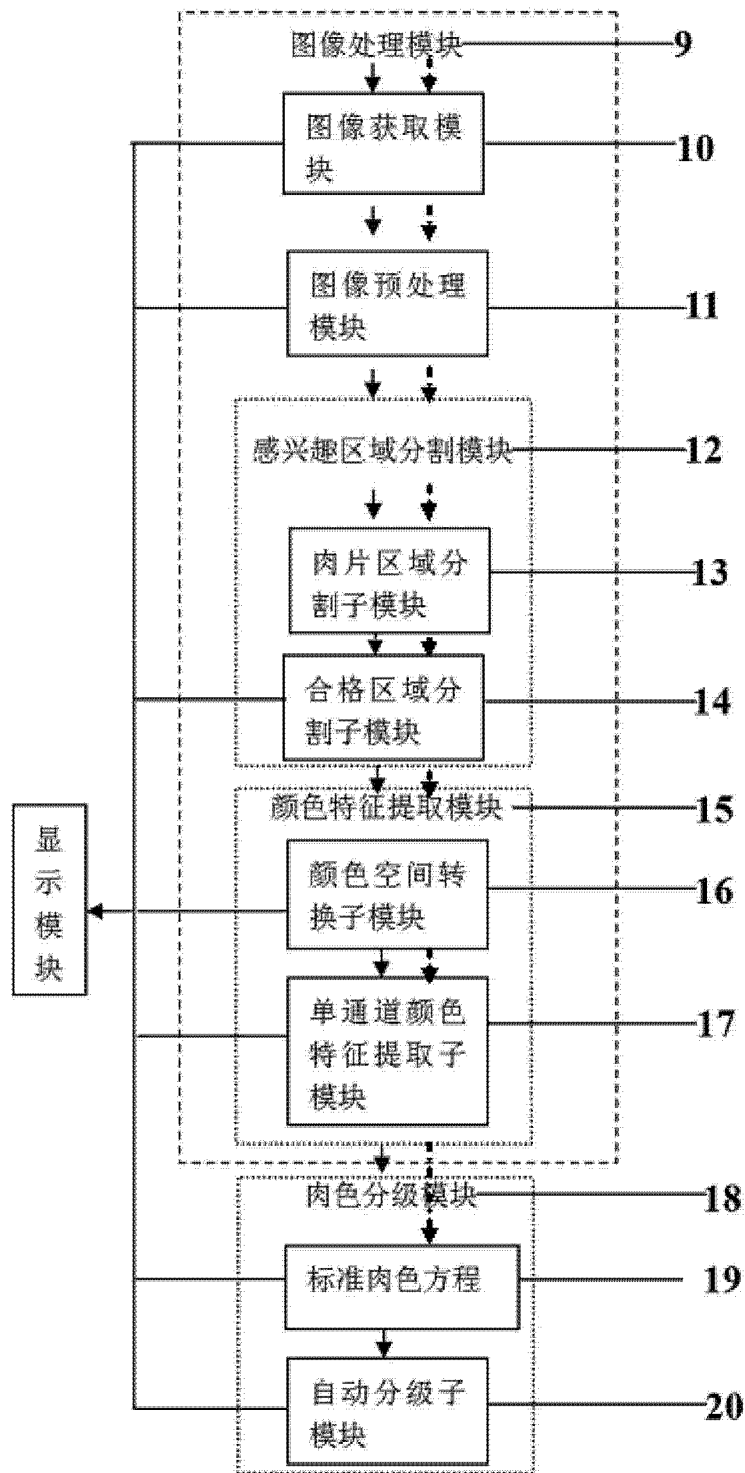 图像处理模块 9
图像获取模
块
10
图像预处理
模块
11
感兴趣区域分割模块 12
肉片区域分
割子模块
13
合格区域分
割子模块
14
颜色特征提取模块 15
显
示
模
块
颜色空间转
换子模块
16
单通道颜色
特征提取子
模块
17
肉色分级模块 18
标准肉色方程 19
自动分级子
模块
20